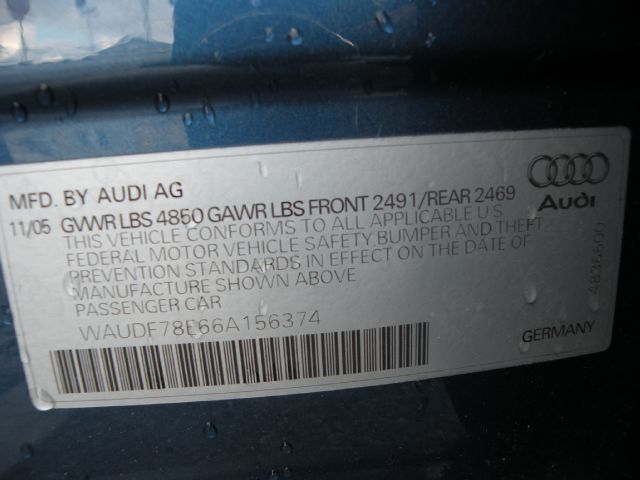 MFD. BY AUDI AG
11/05 GVWR LBS 4850 GAWR LBS FRONT 2491/REAR 2469
THIS VEHICLE CONFORMS TO ALL APPLICABLE U S
FEDERAL MOTOR VEHICLE SAFETY, BUMPER AND THEFT
PREVENTION STANDARDS IN EFFECT ON THE DATE OF
MANUFACTURE SHOWN ABOVE
PASSENGER CAR
WAUDF78E66A156374
Audi
4836600
GERMANY